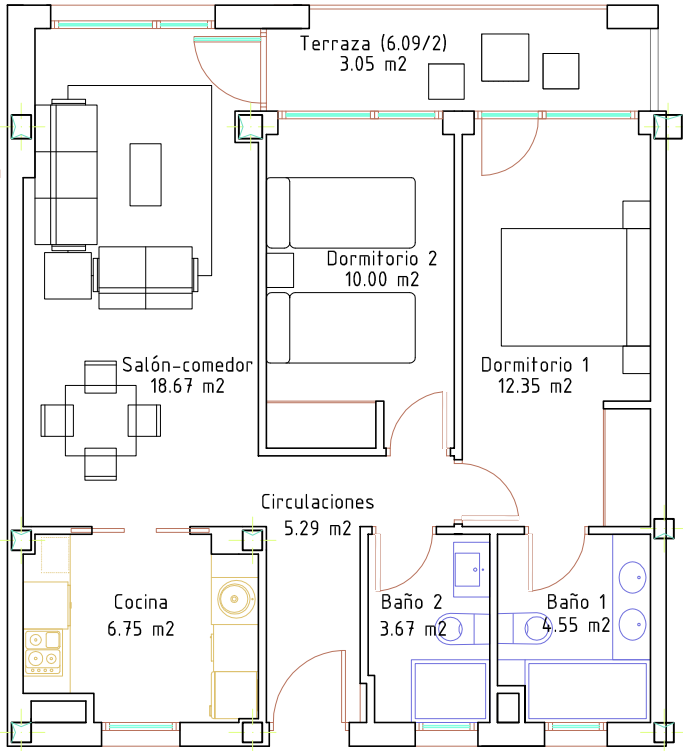 Terraza (6.09/2)
3.05 m2
Dormitorio 2
10.00 m2
Salón-comedor
18.67 m2
Dormitorio 1
12.35 m2
Circulaciones
5.29 m2
Cocina
6.75 m2
Baño 2
3.67 m2
Baño 1
4.55 m2